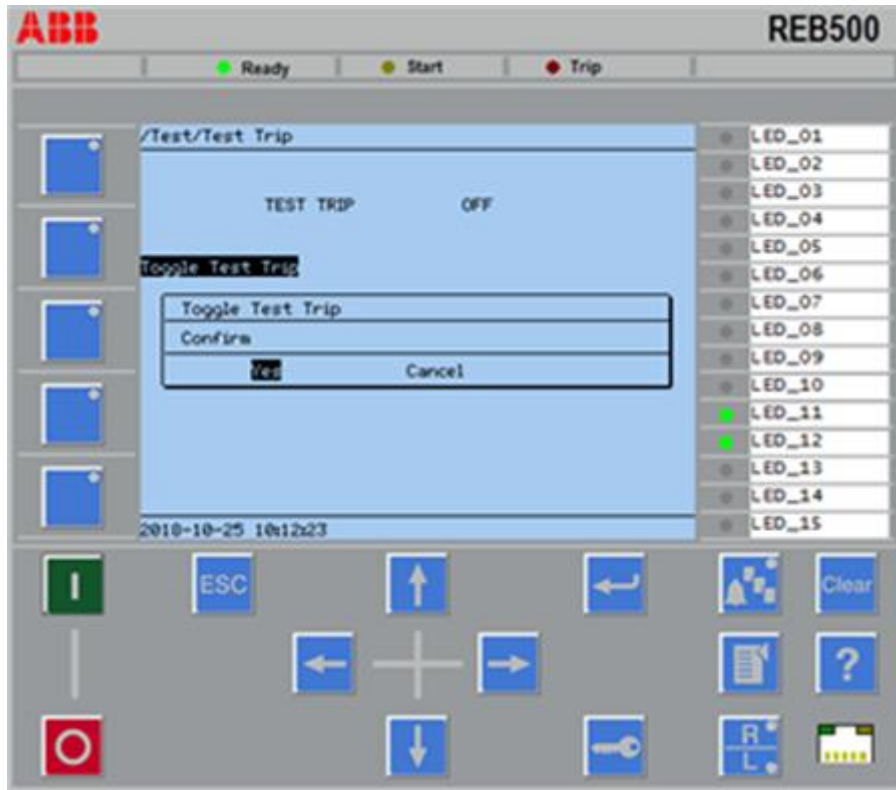 ABB
REB500
Ready
Start
Trip
/Test/Test Trip
TEST TRIP OFF
Toggle Test Trip
Toggle Test Trip
Confirm
Yes Cancel
2018-10-25 10:12:23
LED_01
LED_02
LED_03
LED_04
LED_05
LED_06
LED_07
LED_08
LED_09
LED_10
LED_11
LED_12
LED_13
LED_14
LED_15
I
ESC
Clear
?
O
R
L